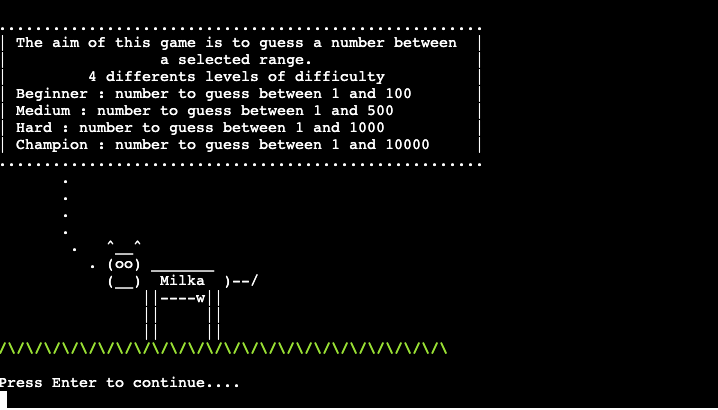 The aim of this game is to guess a number between
a selected range.
4 differents levels of difficulty
Beginner : number to guess between 1 and 100
Medium : number to guess between 1 and 500
Hard : number to guess between 1 and 1000
Champion : number to guess between 1 and 10000
^__^
(oo)
(__) Milka )--/
||----w||
Press Enter to continue....